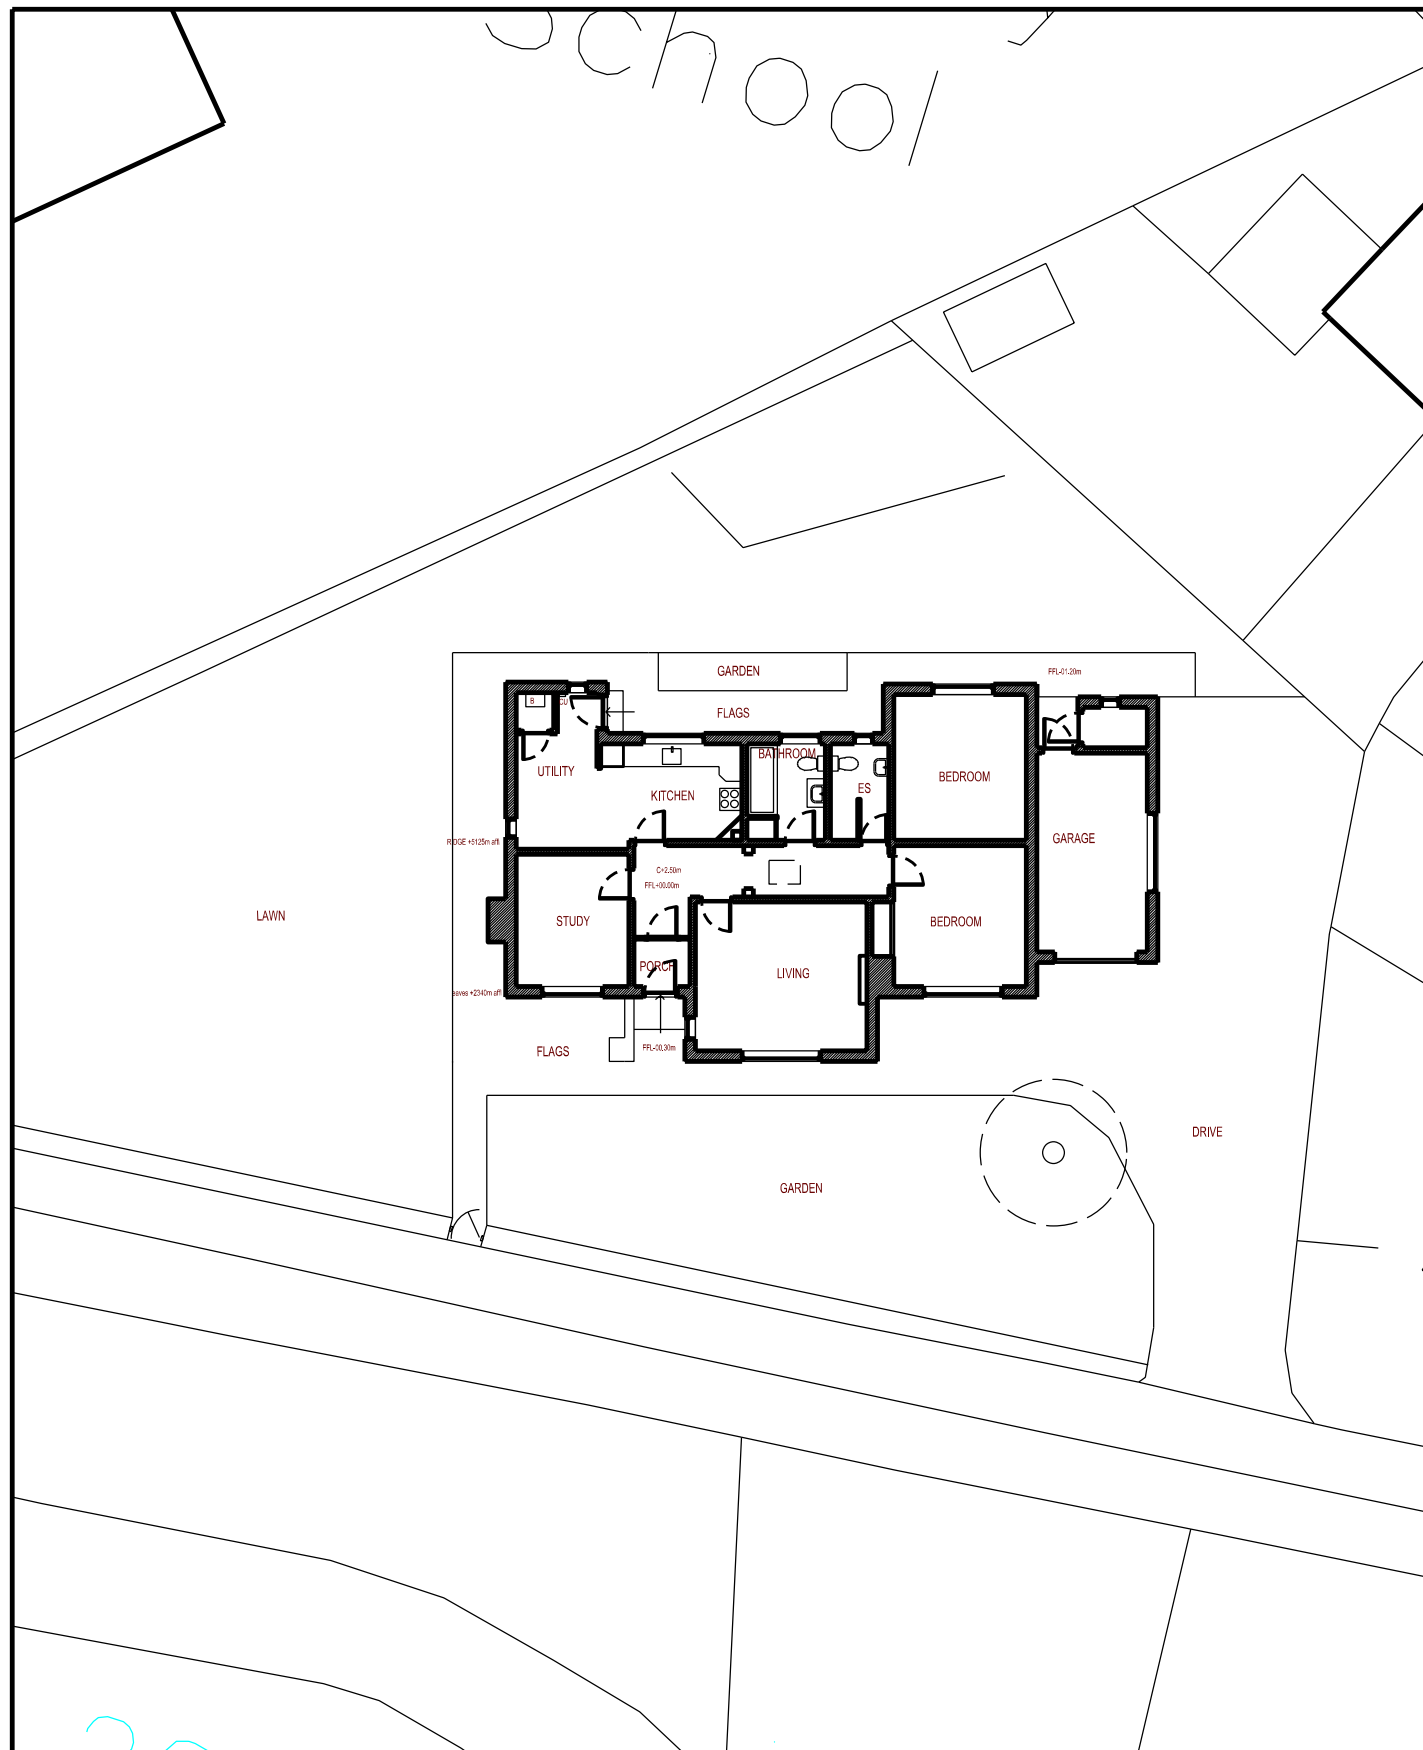 School
GARDEN
FFL-01.20m
FLAGS
B
CU
BATHROOM
UTILITY
BEDROOM
ES
KITCHEN
GARAGE
RIDGE +5125m affl
C+2.50m
FFL+00.00m
LAWN
STUDY
BEDROOM
PORCH
LIVING
eaves +2340m affl
FLAGS
FFL-00.30m
DRIVE
GARDEN